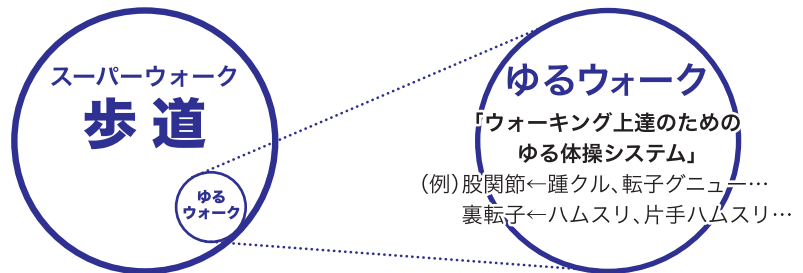 スーパーウォーク
歩道
ゆる
ウォーク
ゆるウォーク
「ウォーキング上達のための
ゆる体操システム」
（例）股関節←踵クル、転子グニュー…
裏転子←ハムスリ、片手ハムスリ…